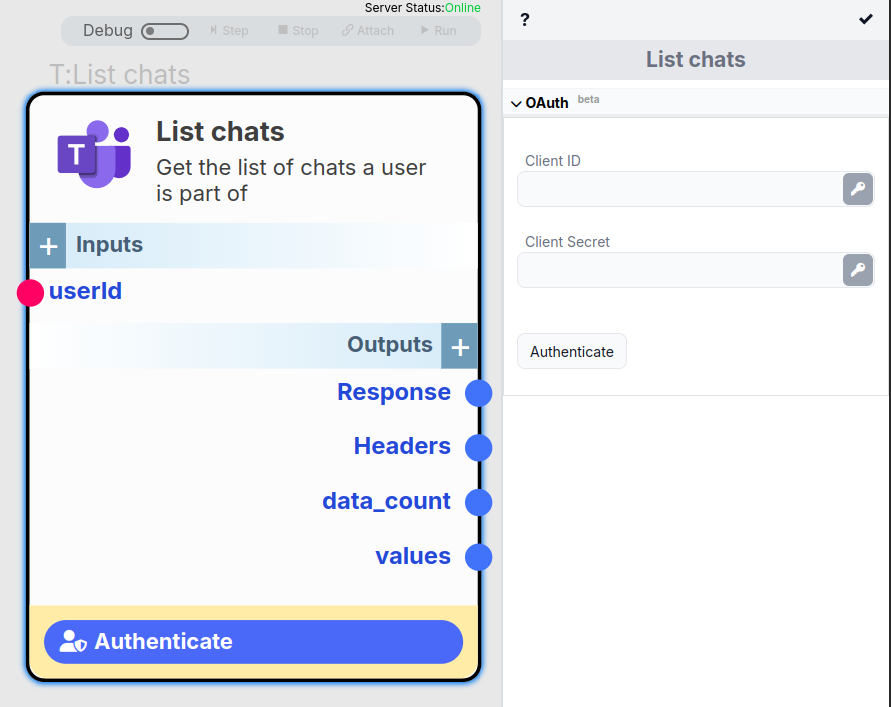 Server Status:Online
Debug Step Stop Attach Run
T:List chats
T
List chats
Get the list of chats a user
is part of
+ Inputs
userId
Outputs +
Response
Headers
data_count
values
Authenticate
?
List chats
OAuth beta
Client ID
Client Secret
Authenticate